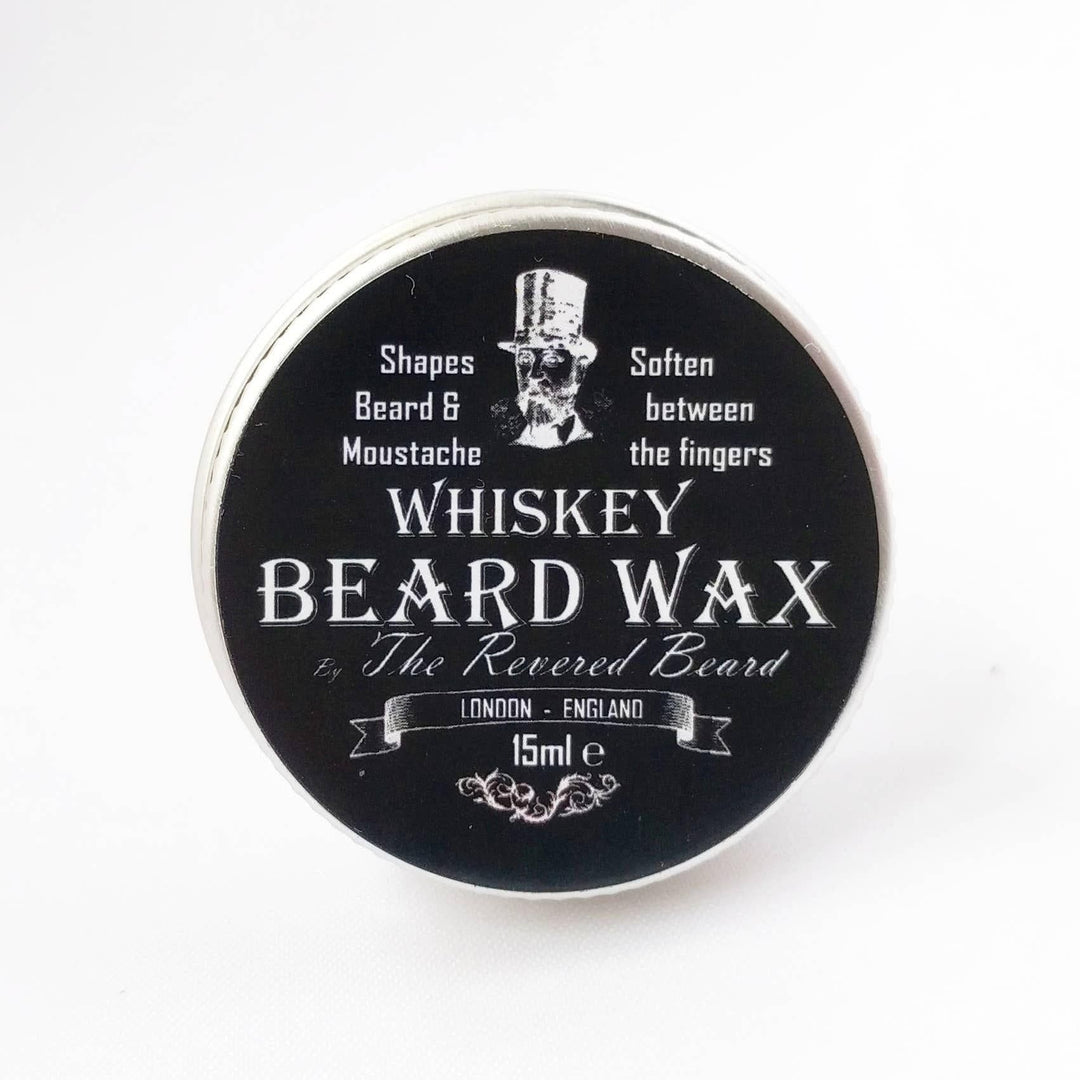 Shapes
Beard &
Moustache
Soften
between
the fingers
WHISKEY
BEARD WAX
By The Revered Beard
LONDON - ENGLAND
15ml ℮